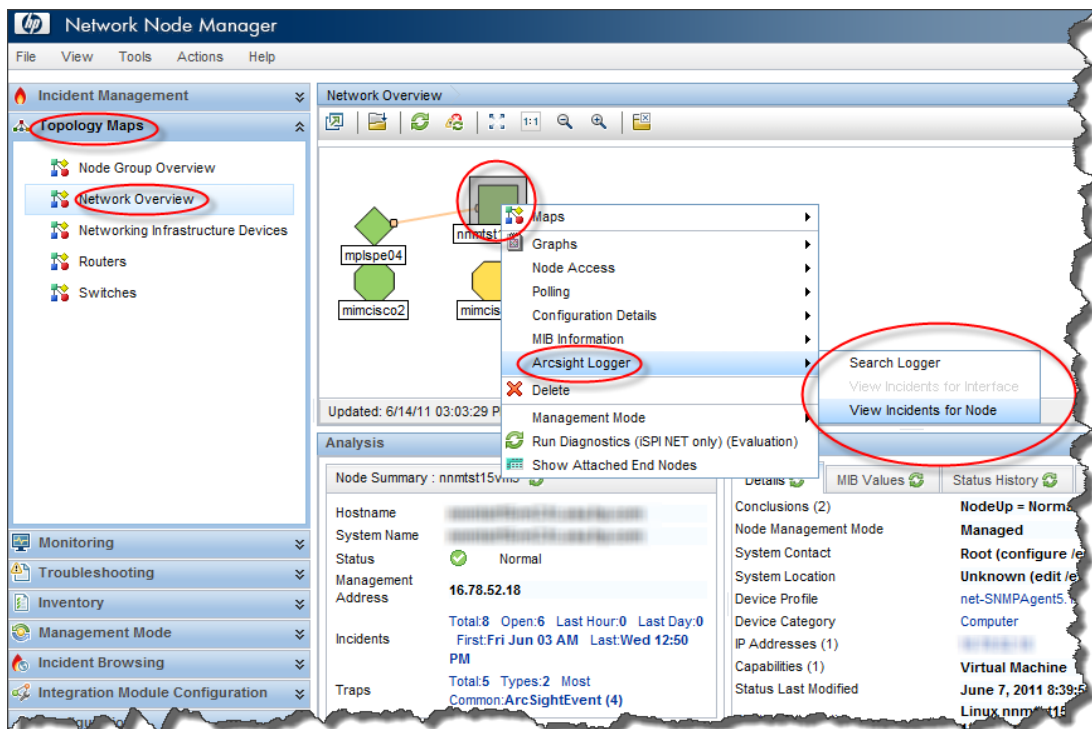 hp Network Node Manager
File View Tools Actions Help
Incident Management
Topology Maps
Node Group Overview
Network Overview
Networking Infrastructure Devices
Routers
Switches
Monitoring
Troubleshooting
Inventory
Management Mode
Incident Browsing
Integration Module Configuration
Network Overview
1:1
mplspe04
mimcisco2
Maps
Graphs
Node Access
Polling
Configuration Details
MIB Information
Arcsight Logger
Delete
Management Mode
Run Diagnostics (iSPI NET only) (Evaluation)
Show Attached End Nodes
Search Logger
View Incidents for Interface
View Incidents for Node
Updated: 6/14/11 03:03:29 P
Analysis
Node Summary :
Hostname
System Name
Status Normal
Management
Address 16.78.52.18
Incidents Total:8 Open:6 Last Hour:0 Last Day:0
First:Fri Jun 03 AM Last:Wed 12:50
PM
Traps Total:5 Types:2 Most
Common:ArcSightEvent (4)
Details MIB Values Status History
Conclusions (2) NodeUp = Norma
Node Management Mode Managed
System Contact Root (configure /e
System Location Unknown (edit /e
Device Profile net-SNMPAgent5.
Device Category Computer
IP Addresses (1)
Capabilities (1) Virtual Machine
Status Last Modified June 7, 2011 8:39:5
Linux